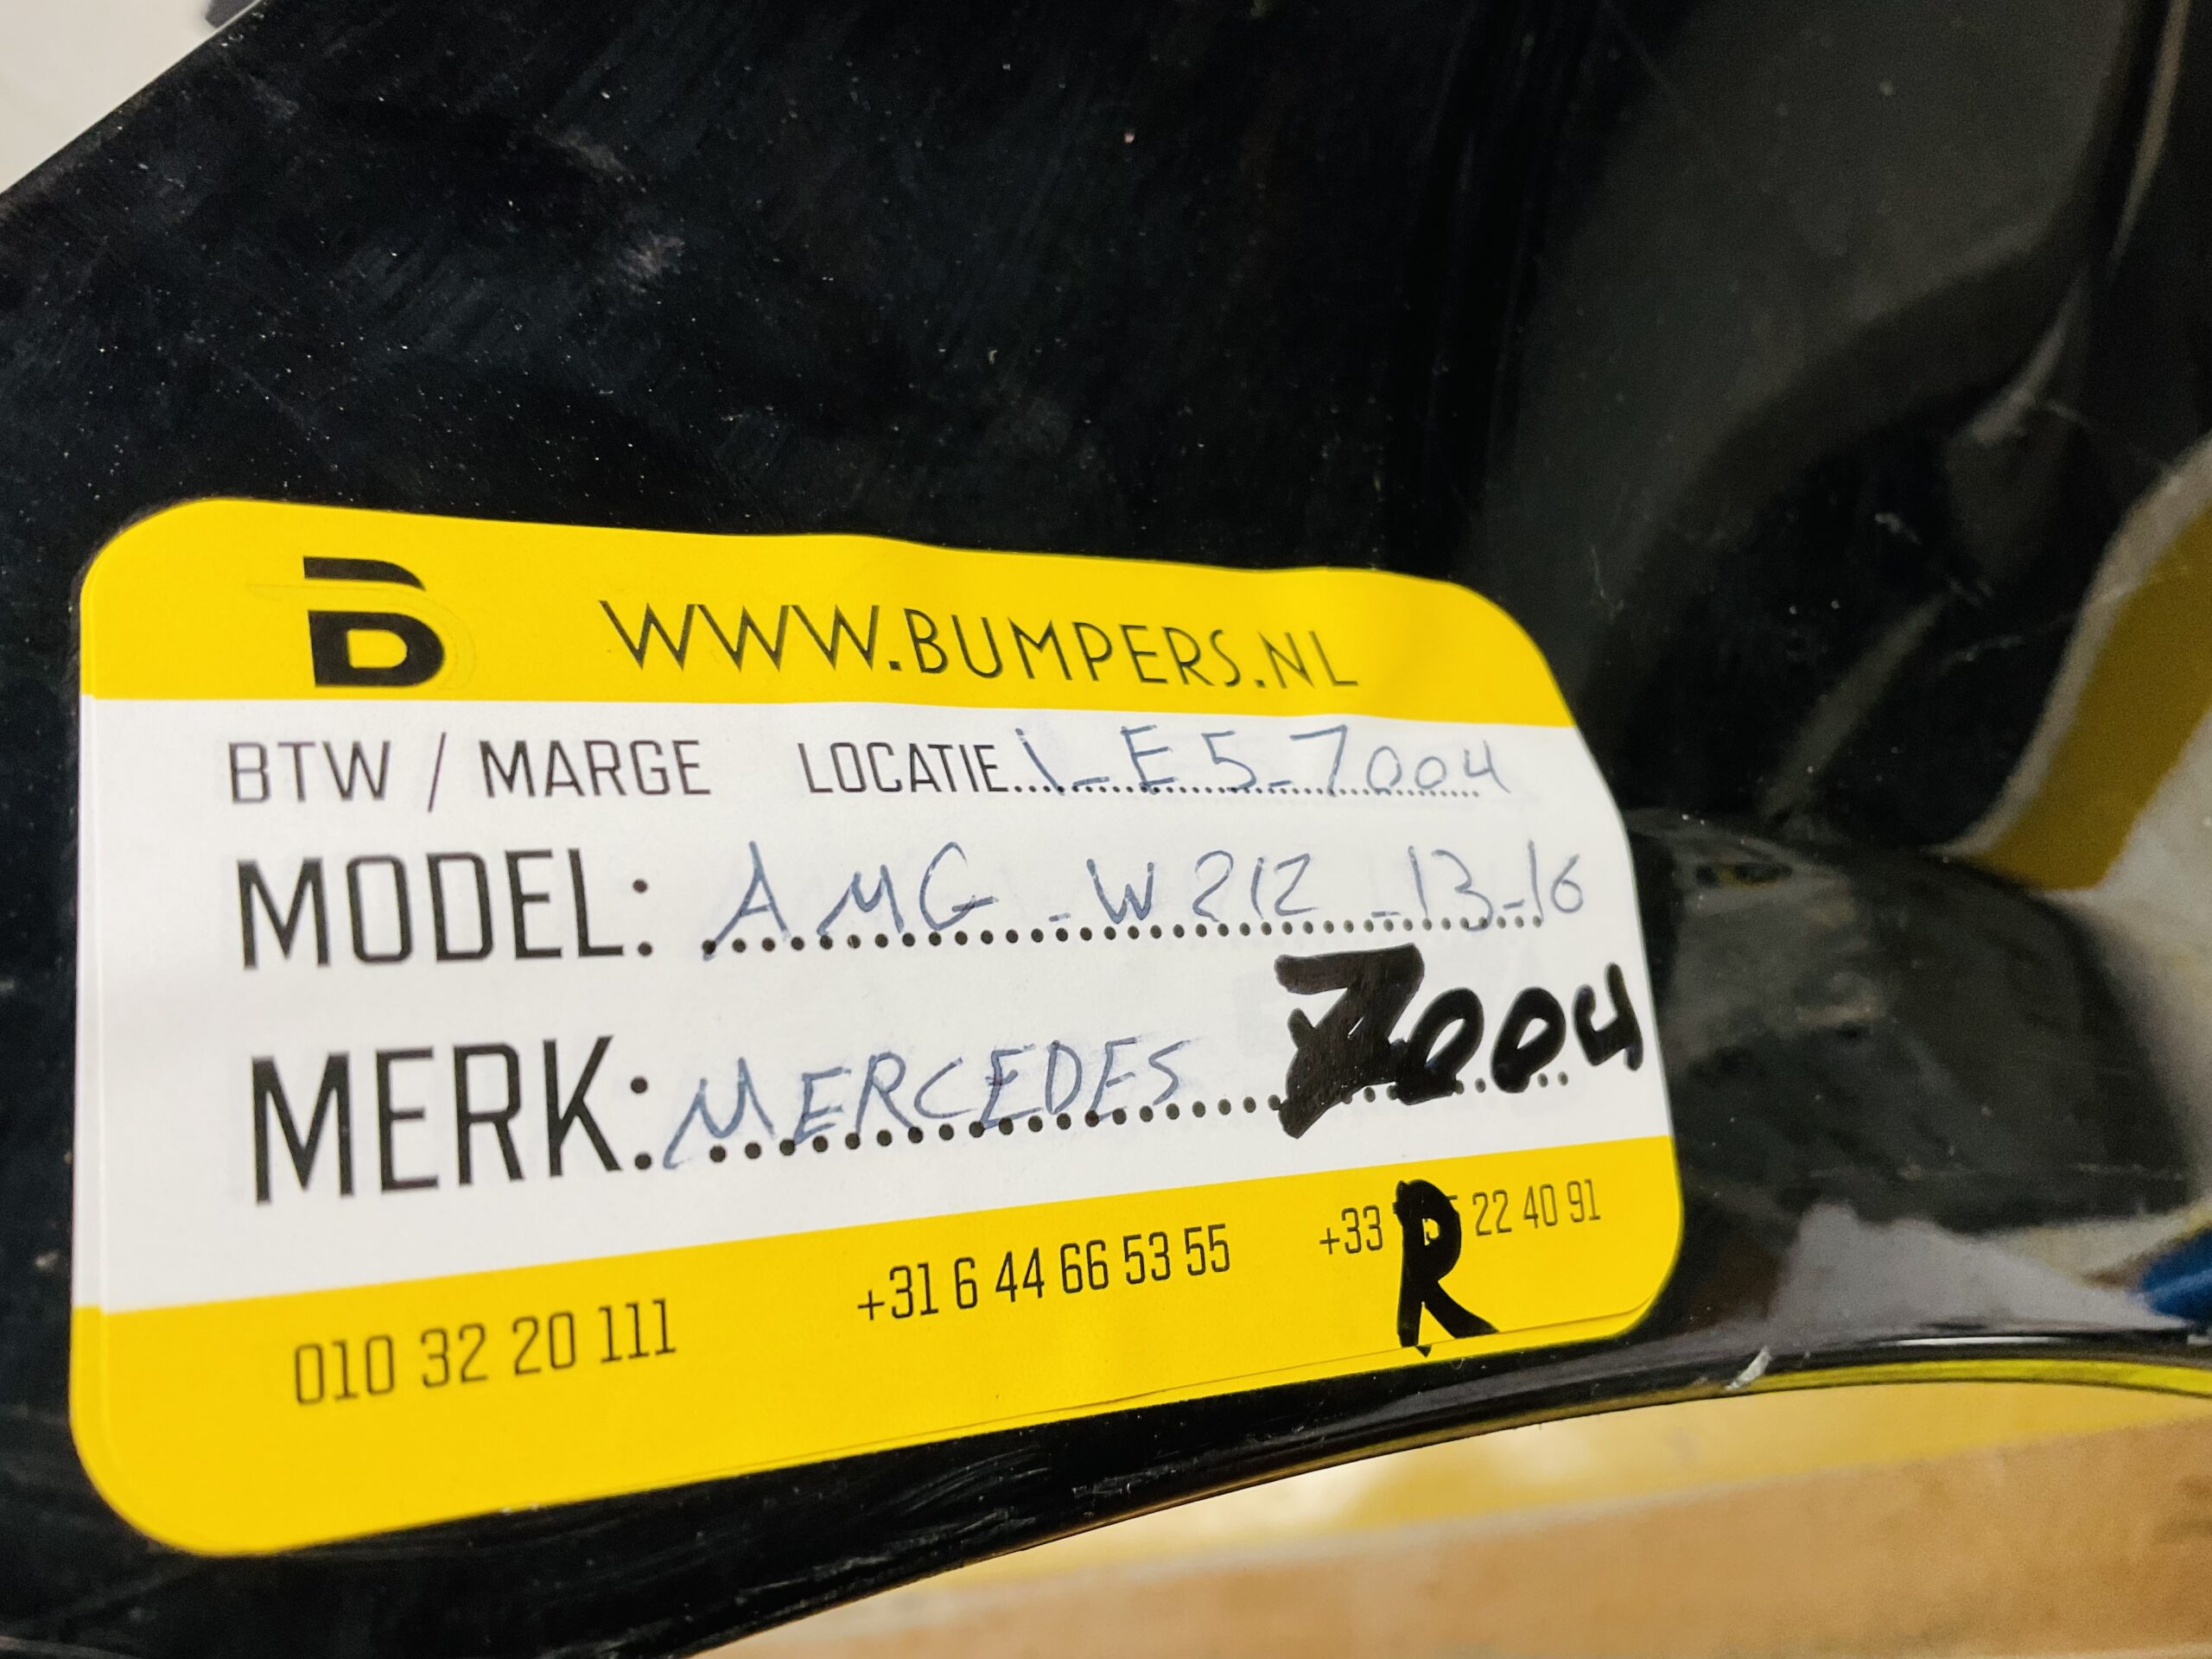 B WWW.BUMPERS.NL
BTW / MARGE LOCATIE LE5-7004
MODEL: AMG - W212 - 13-16
MERK: MERCEDES 7004
010 32 20 111 +31 6 44 66 53 55 +33 22 40 91
R